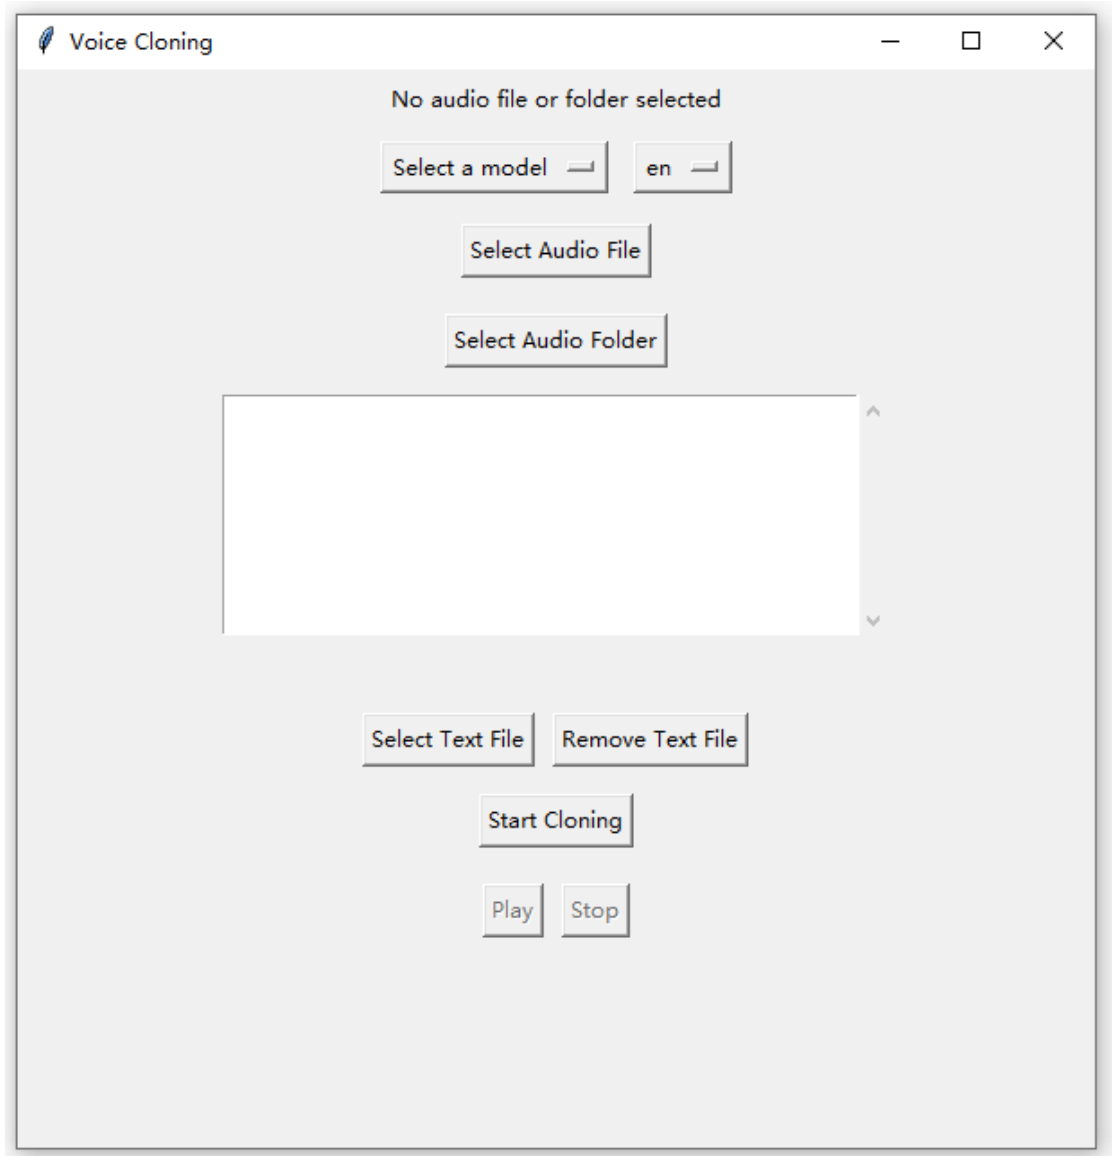 Voice Cloning
No audio file or folder selected
Select a model en
Select Audio File
Select Audio Folder
Select Text File Remove Text File
Start Cloning
Play Stop